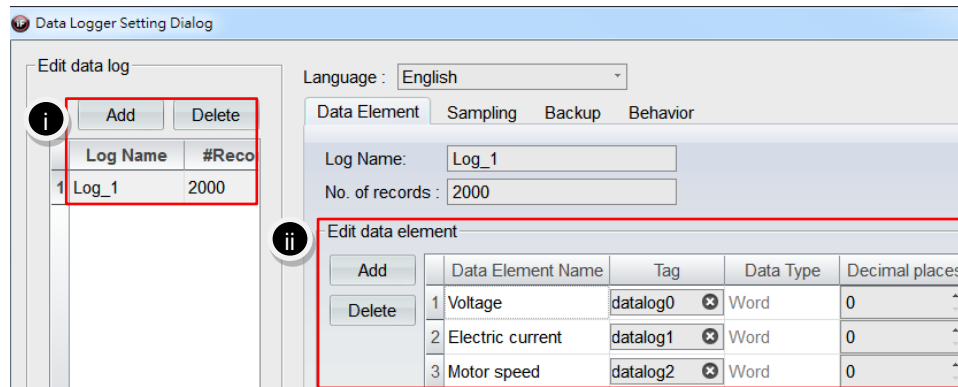 Data Logger Setting Dialog
Edit data log
Language : English
i
Add Delete
Data Element Sampling Backup Behavior
Log Name #Reco
1 Log_1 2000
Log Name: Log_1
No. of records : 2000
ii
Edit data element
Add
Delete
Data Element Name Tag Data Type Decimal places
1 Voltage datalog0 Word 0
2 Electric current datalog1 Word 0
3 Motor speed datalog2 Word 0